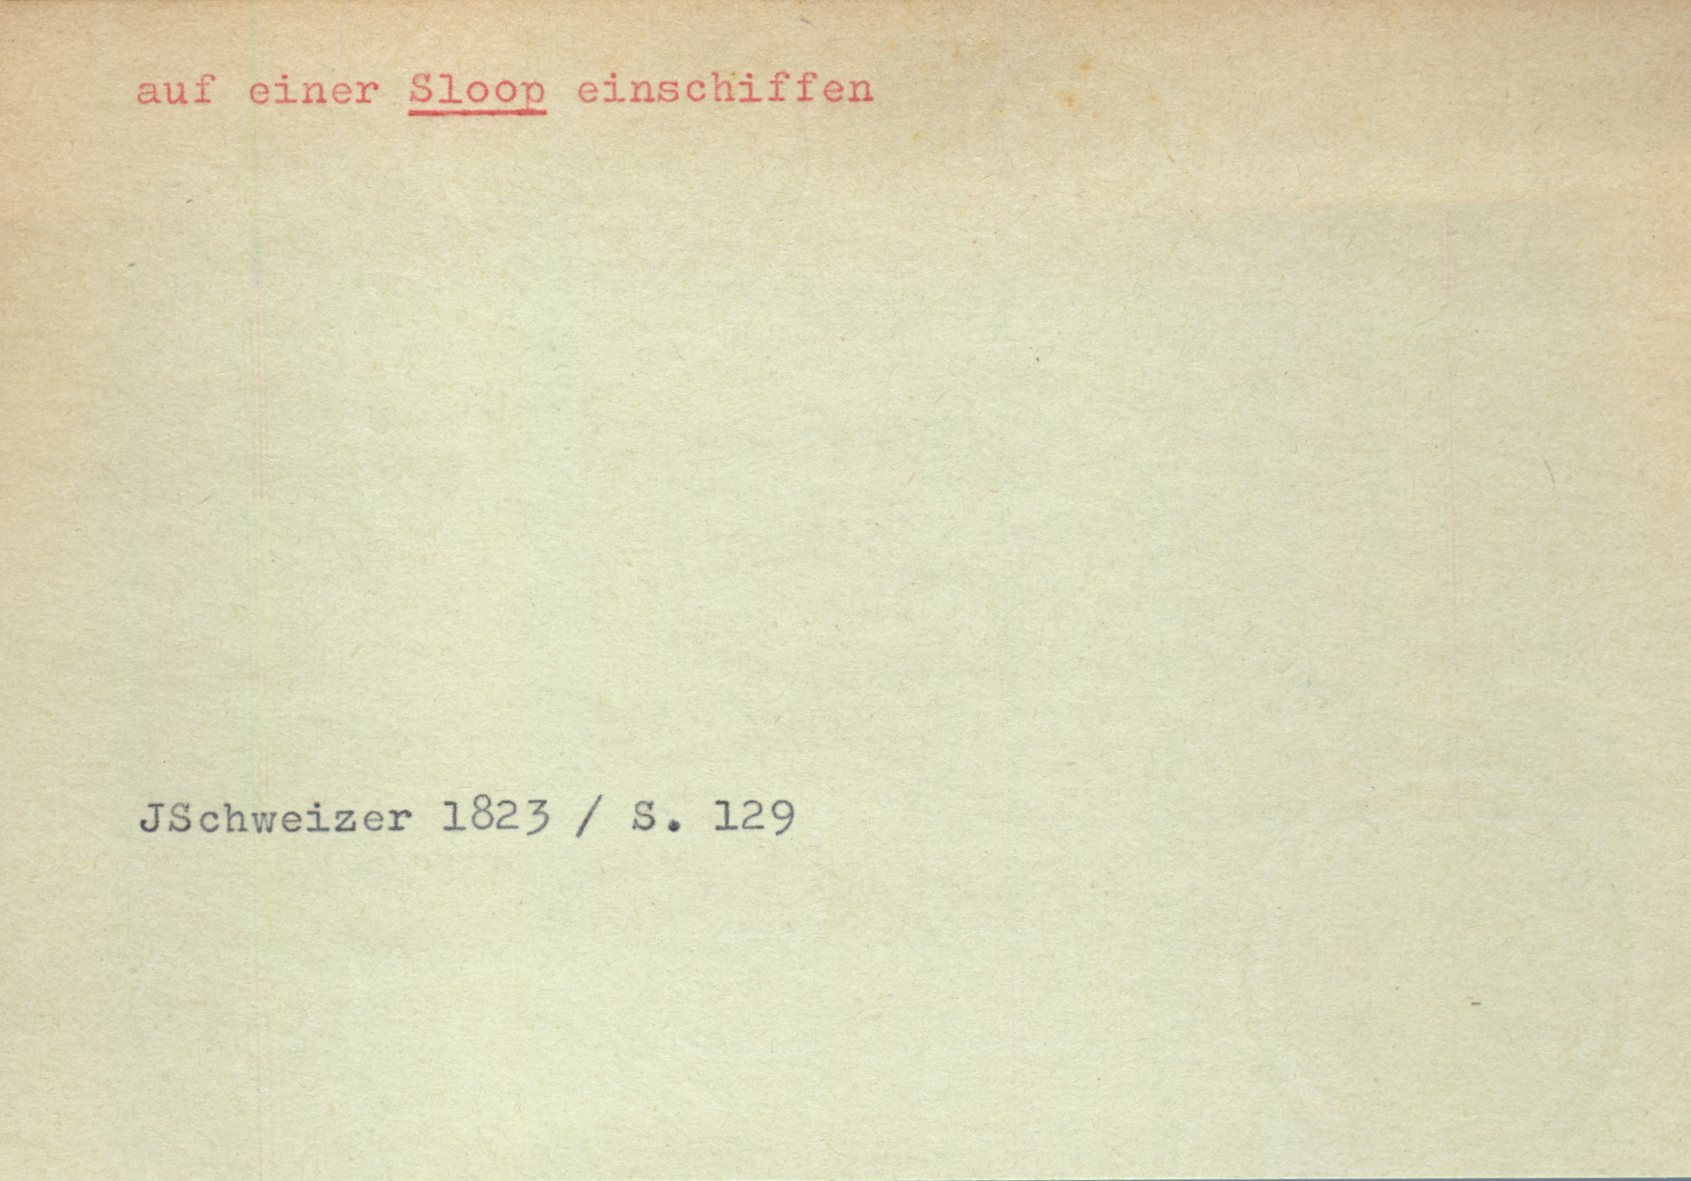 auf einer Sloop einschiffen
JSchweizer 1823 / S. 129